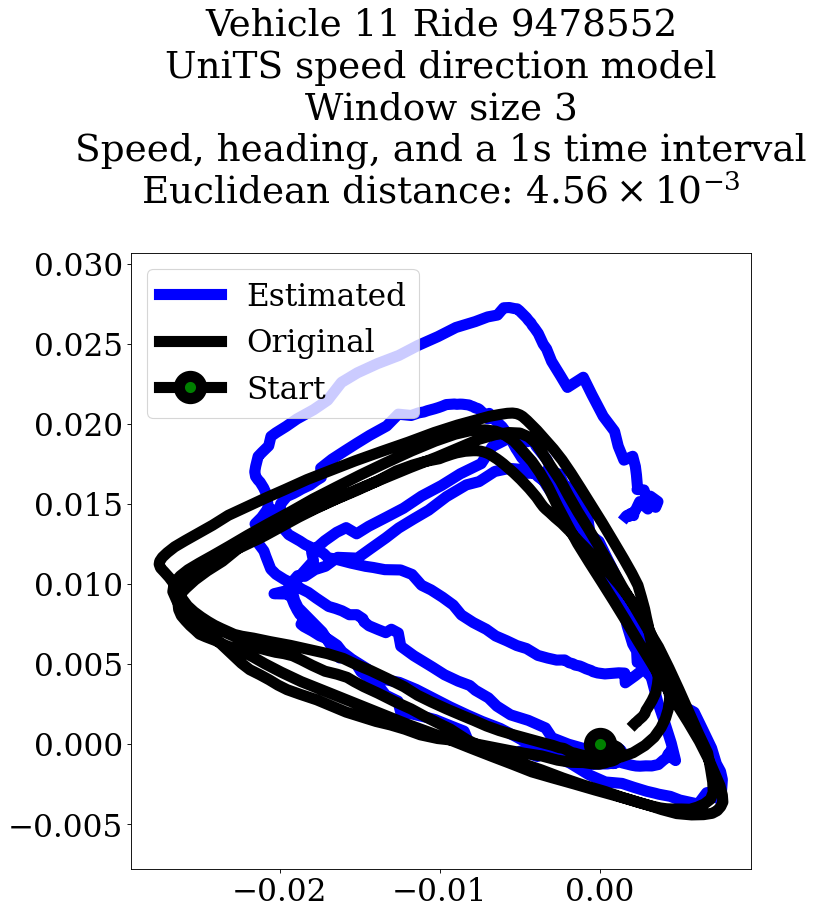 Vehicle 11 Ride 9478552
UniTS speed direction model
Window size 3
Speed, heading, and a 1s time interval
Euclidean distance: 4.56 × 10⁻³
0.030
0.025
0.020
0.015
0.010
0.005
0.000
−0.005
Estimated
Original
Start
−0.02 −0.01 0.00